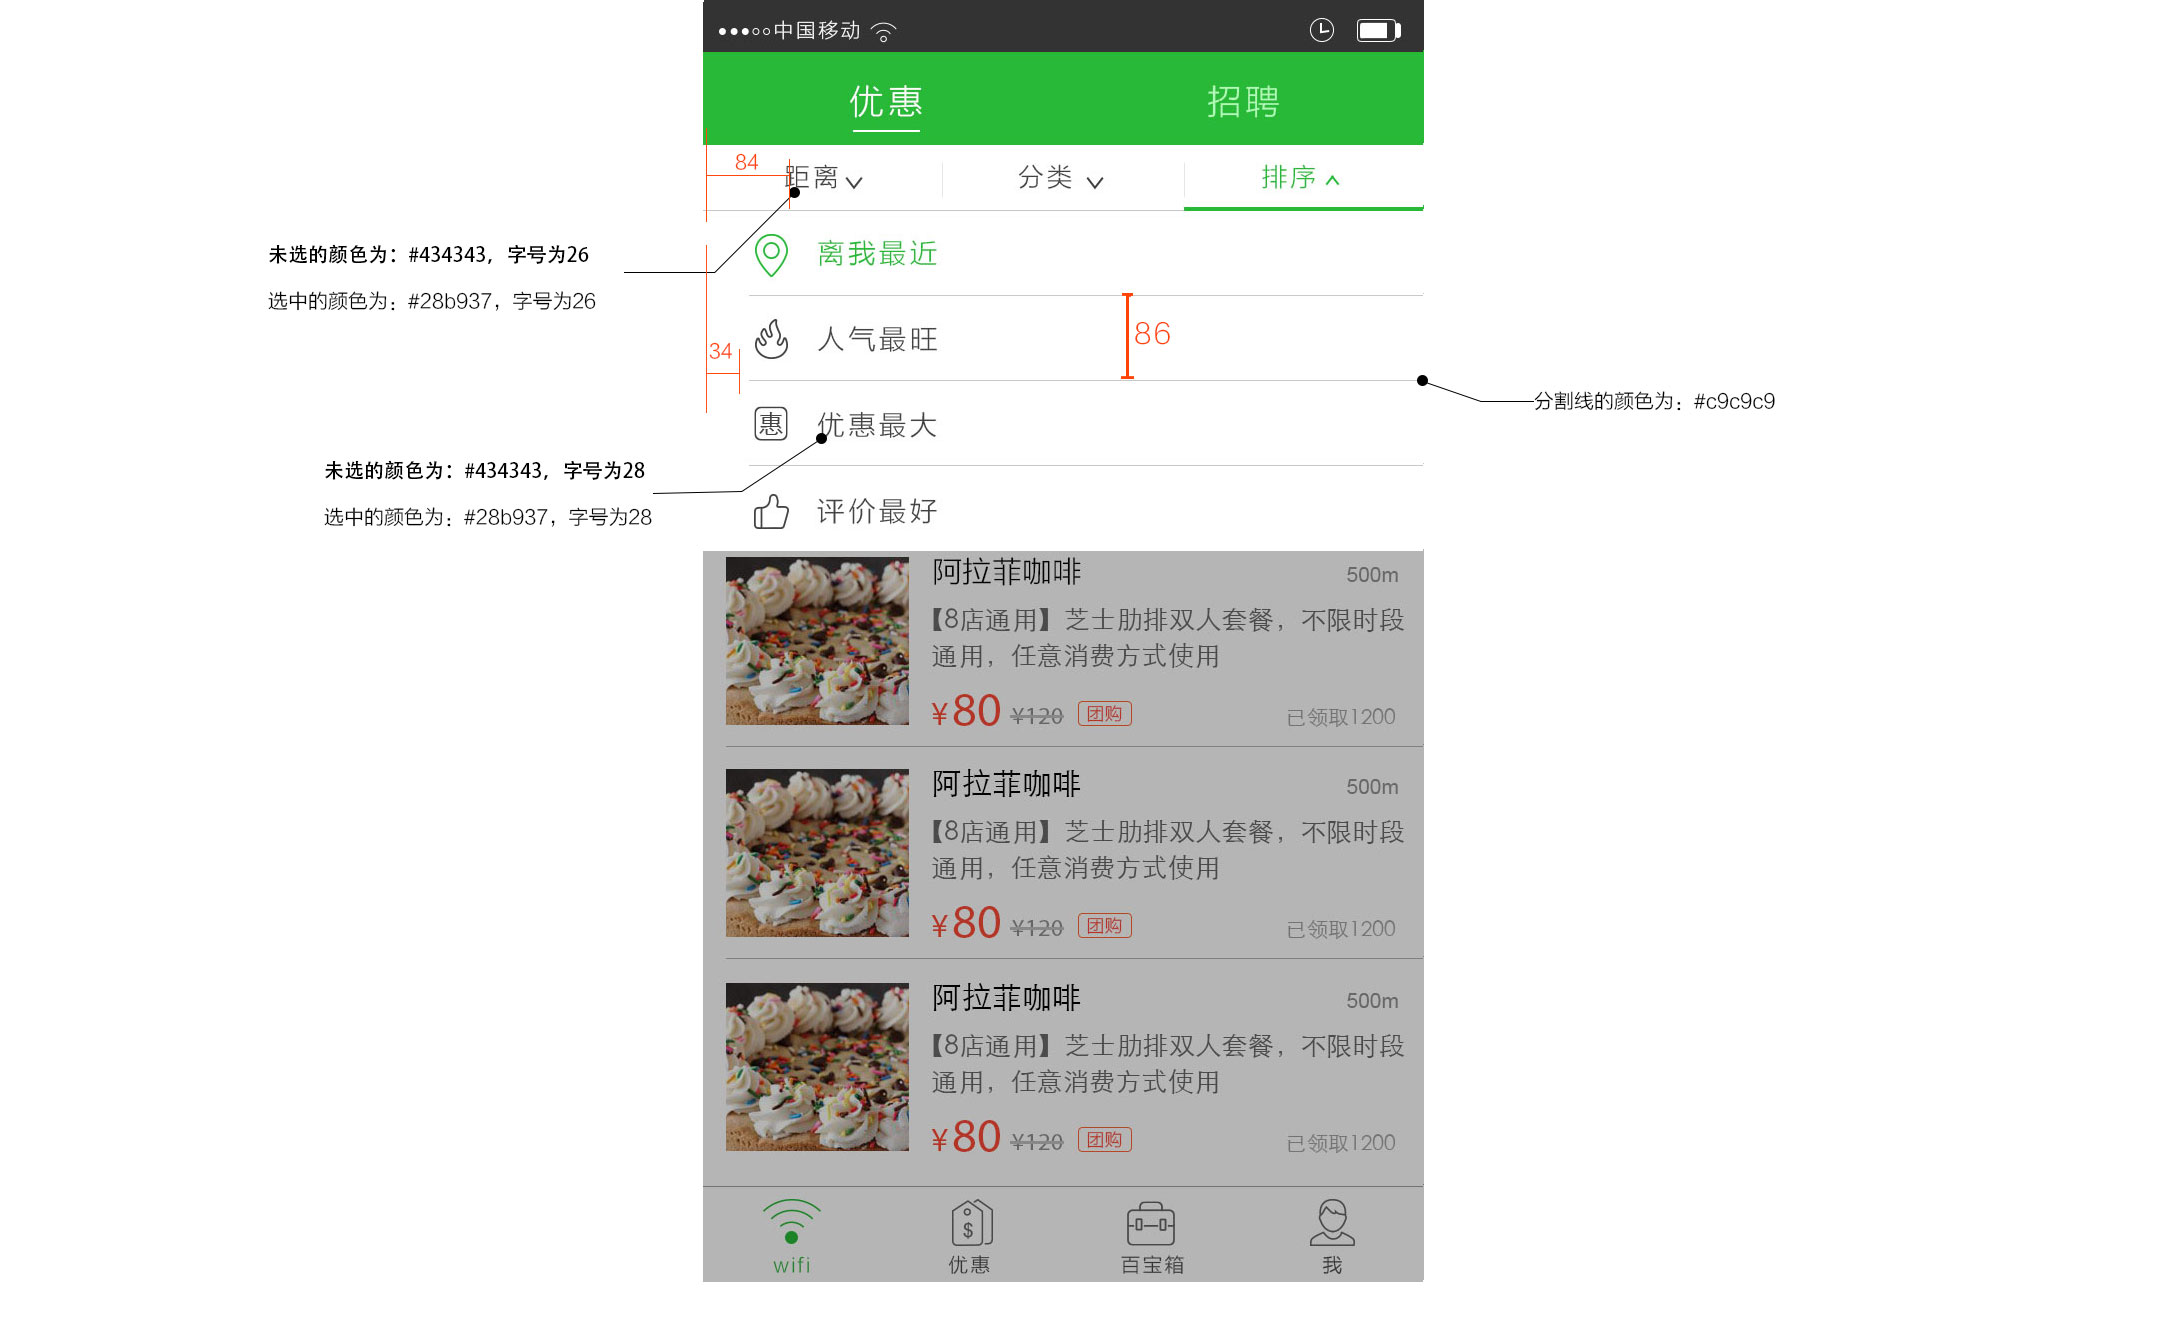 中国移动
优惠 招聘
84
距离 分类 排序
未选的颜色为：#434343，字号为26
选中的颜色为：#28b937，字号为26
离我最近
34
人气最旺
86
分割线的颜色为：#c9c9c9
惠 优惠最大
未选的颜色为：#434343，字号为28
选中的颜色为：#28b937，字号为28
评价最好
阿拉菲咖啡 500m
【8店通用】芝士肋排双人套餐，不限时段
通用，任意消费方式使用
¥80 ¥120 团购 已领取1200
阿拉菲咖啡 500m
【8店通用】芝士肋排双人套餐，不限时段
通用，任意消费方式使用
¥80 ¥120 团购 已领取1200
阿拉菲咖啡 500m
【8店通用】芝士肋排双人套餐，不限时段
通用，任意消费方式使用
¥80 ¥120 团购 已领取1200
wifi 优惠 百宝箱 我